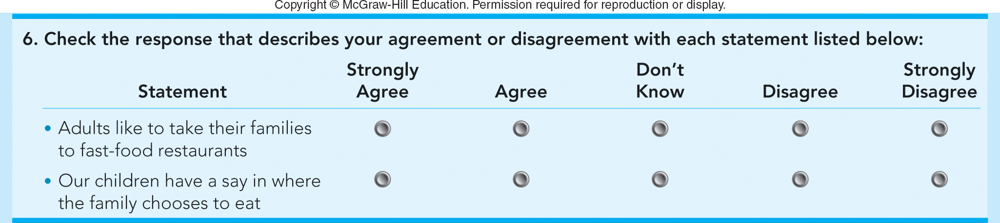 Copyright © McGraw-Hill Education. Permission required for reproduction or display.
6. Check the response that describes your agreement or disagreement with each statement listed below:
Statement Strongly Agree Agree Don’t Know Disagree Strongly Disagree
• Adults like to take their families
to fast-food restaurants
• Our children have a say in where
the family chooses to eat